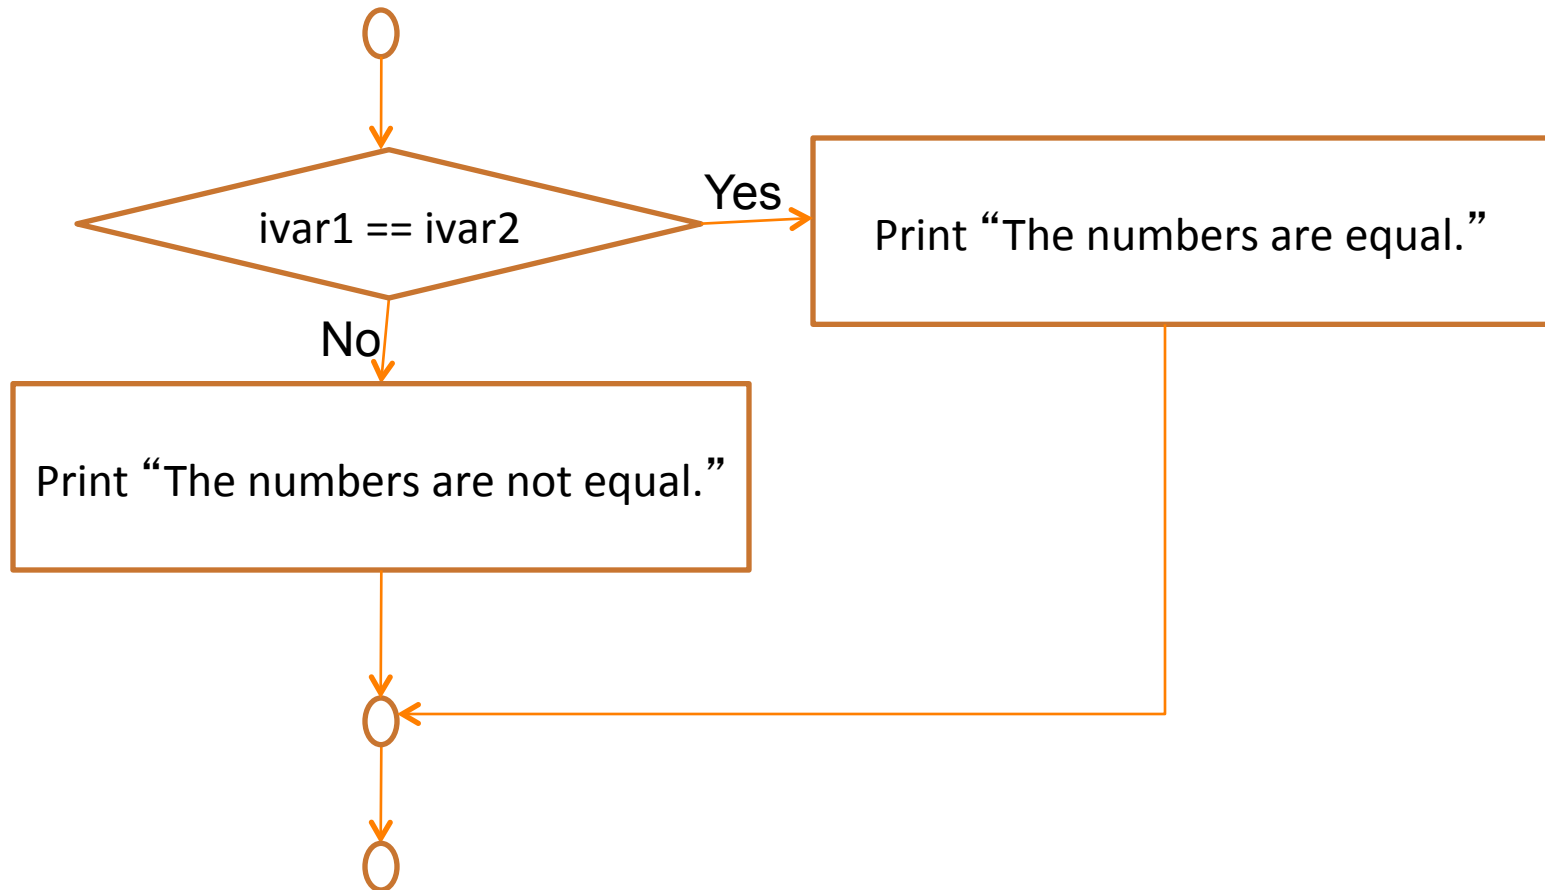 ivar1 == ivar2
Yes
Print “The numbers are equal.”
No
Print “The numbers are not equal.”